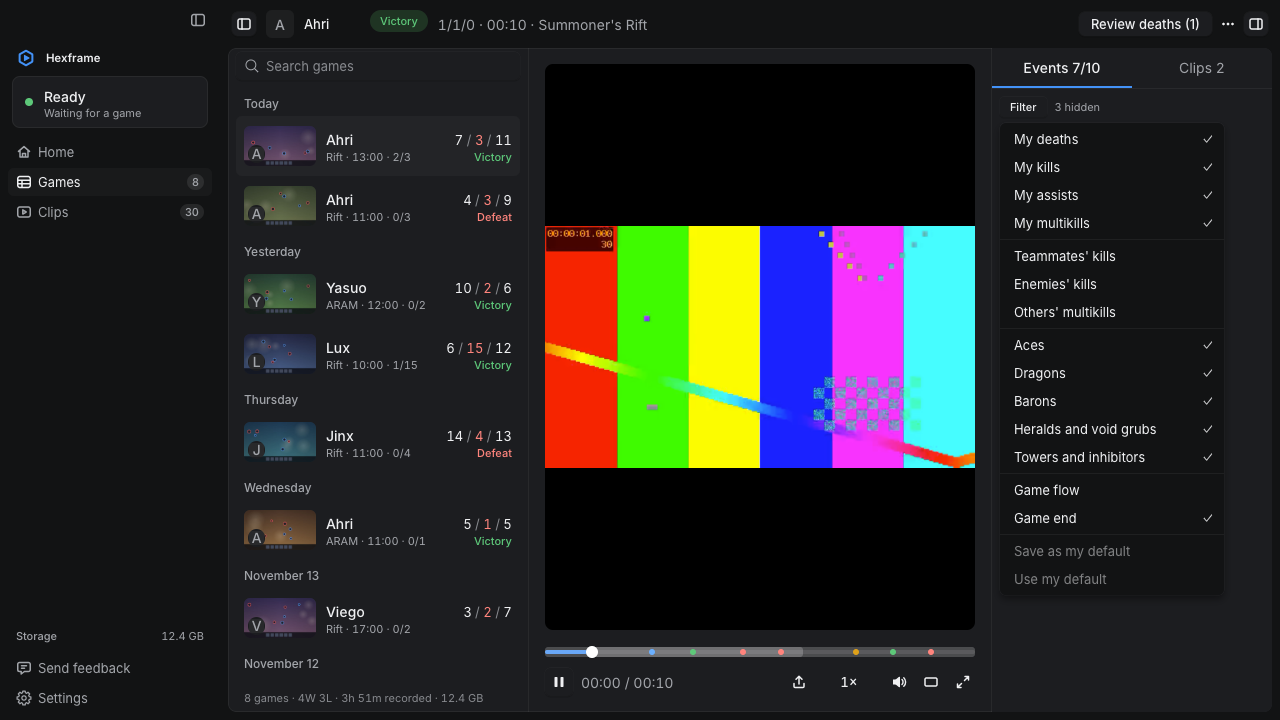 Ahri
Victory
1/1/0 · 00:10 · Summoner's Rift
Review deaths (1)
A
Hexframe
Ready
Waiting for a game
Home
Games 8
Clips 30
Storage 12.4 GB
Send feedback
Settings
Search games
Today
A
Ahri 7 / 3 / 11
Rift · 13:00 · 2/3 Victory
A
Ahri 4 / 3 / 9
Rift · 11:00 · 0/3 Defeat
Yesterday
Y
Yasuo 10 / 2 / 6
ARAM · 12:00 · 0/2 Victory
L
Lux 6 / 15 / 12
Rift · 10:00 · 1/15 Victory
Thursday
J
Jinx 14 / 4 / 13
Rift · 11:00 · 0/4 Defeat
Wednesday
A
Ahri 5 / 1 / 5
ARAM · 11:00 · 0/1 Victory
November 13
V
Viego 3 / 2 / 7
Rift · 17:00 · 0/2
November 12
8 games · 4W 3L · 3h 51m recorded · 12.4 GB
00:00:01.000
30
00:00 / 00:10
1×
Events 7/10 Clips 2
Filter 3 hidden
My deaths
My kills
My assists
My multikills
Teammates' kills
Enemies' kills
Others' multikills
Aces
Dragons
Barons
Heralds and void grubs
Towers and inhibitors
Game flow
Game end
Save as my default
Use my default